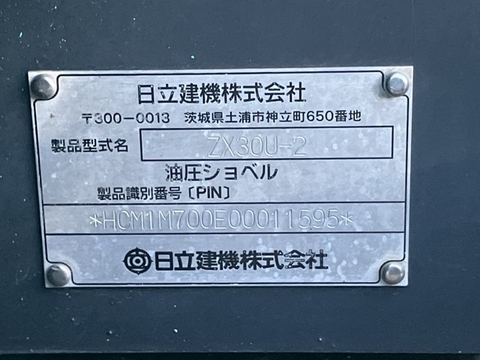 日立建機株式会社
〒300-0013 茨城県土浦市神立町650番地
製品型式名 ZX30U-2
油圧ショベル
製品識別番号〔PIN〕
*HCM1M700E00011595*
日立建機株式会社